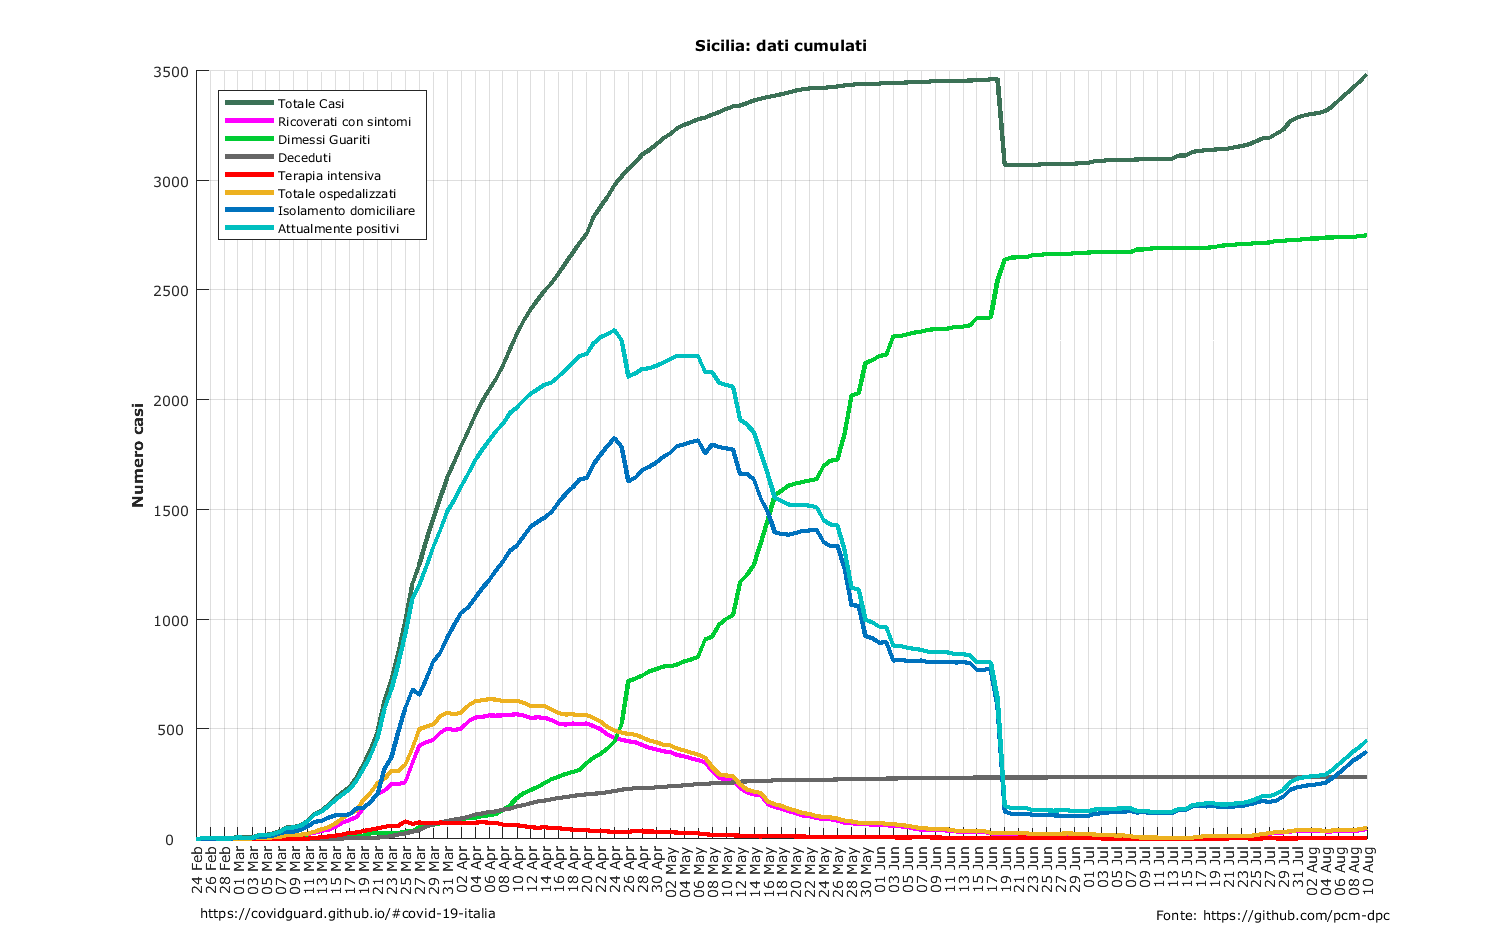 Sicilia: dati cumulati
3500
3000
2500
2000
1500
1000
500
0
Numero casi
Totale Casi
Ricoverati con sintomi
Dimessi Guariti
Deceduti
Terapia intensiva
Totale ospedalizzati
Isolamento domiciliare
Attualmente positivi
24 Feb
26 Feb
28 Feb
01 Mar
03 Mar
05 Mar
07 Mar
09 Mar
11 Mar
13 Mar
15 Mar
17 Mar
19 Mar
21 Mar
23 Mar
25 Mar
27 Mar
29 Mar
31 Mar
02 Apr
04 Apr
06 Apr
08 Apr
10 Apr
12 Apr
14 Apr
16 Apr
18 Apr
20 Apr
22 Apr
24 Apr
26 Apr
28 Apr
30 Apr
02 May
04 May
06 May
08 May
10 May
12 May
14 May
16 May
18 May
20 May
22 May
24 May
26 May
28 May
30 May
01 Jun
03 Jun
05 Jun
07 Jun
09 Jun
11 Jun
13 Jun
15 Jun
17 Jun
19 Jun
21 Jun
23 Jun
25 Jun
27 Jun
29 Jun
01 Jul
03 Jul
05 Jul
07 Jul
09 Jul
11 Jul
13 Jul
15 Jul
17 Jul
19 Jul
21 Jul
23 Jul
25 Jul
27 Jul
29 Jul
31 Jul
02 Aug
04 Aug
06 Aug
08 Aug
10 Aug
https://covidguard.github.io/#covid-19-italia
Fonte: https://github.com/pcm-dpc